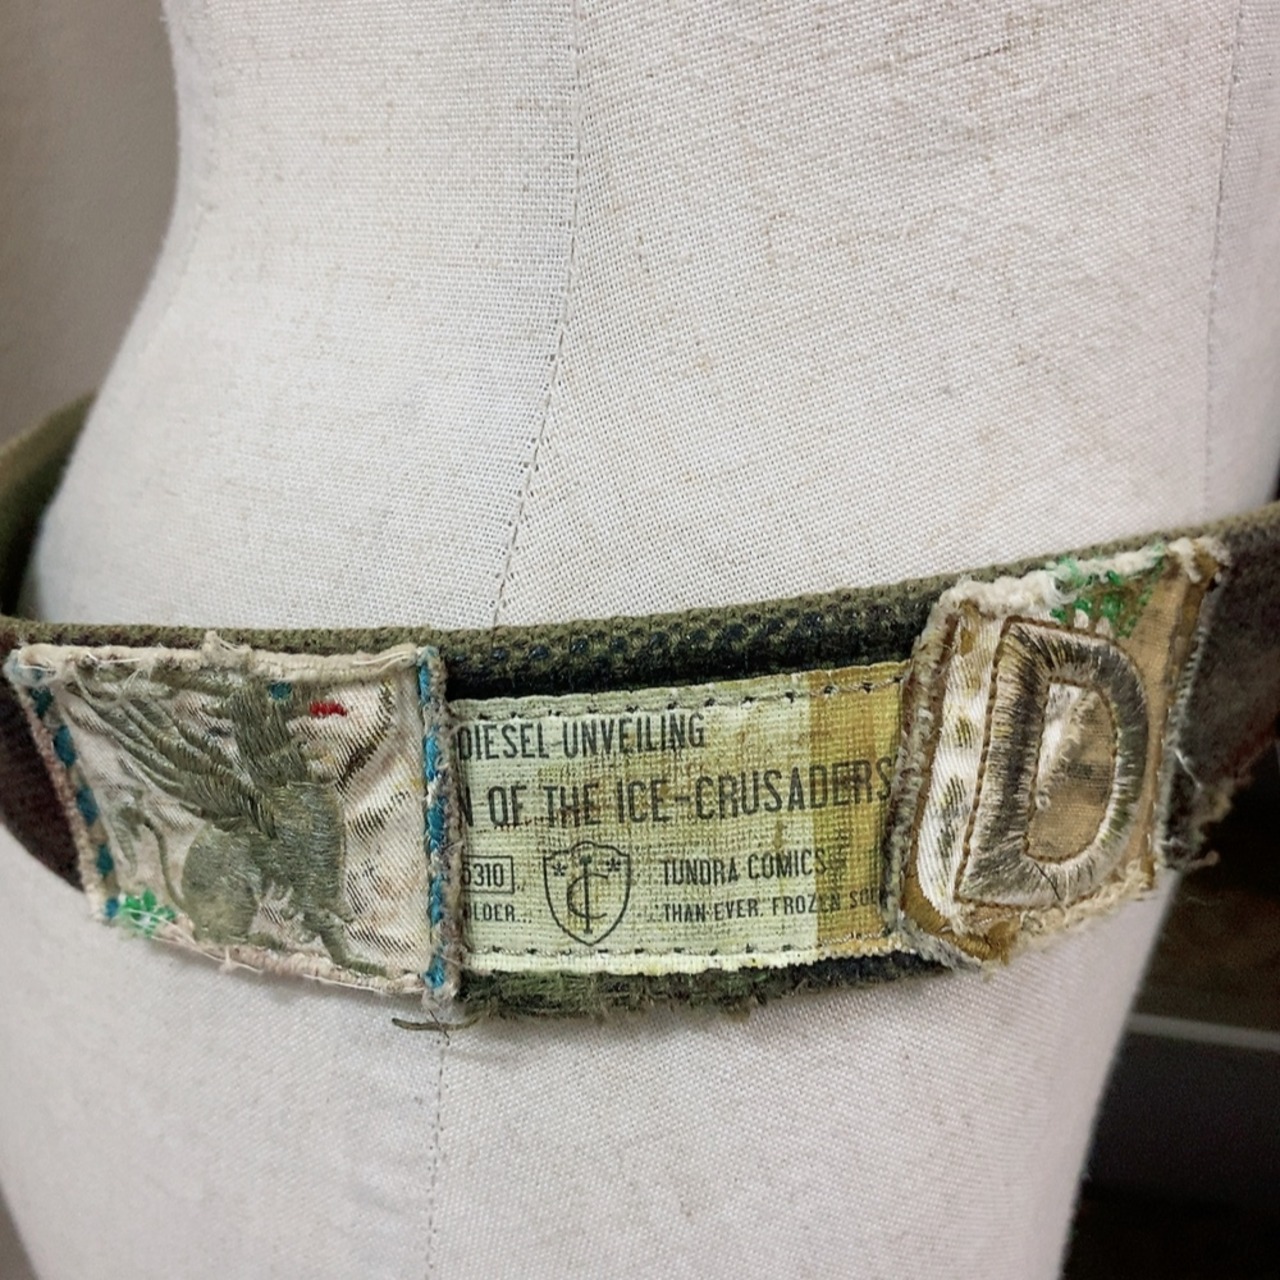 DIESEL UNVEILING
N OF THE ICE-CRUSADERS
5310
TUNDRA COMICS
OLDER...
THAN EVER. FROZEN
D